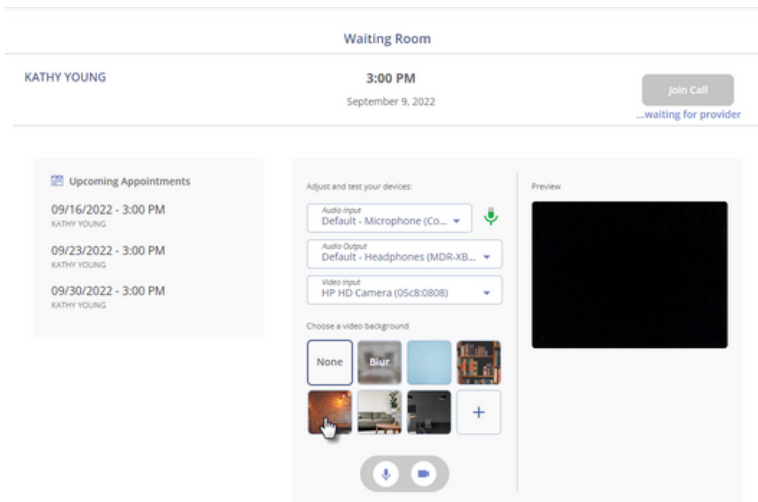 Waiting Room
KATHY YOUNG
3:00 PM
September 9, 2022
Join Call
...waiting for provider
Upcoming Appointments
09/16/2022 - 3:00 PM
KATHY YOUNG
09/23/2022 - 3:00 PM
KATHY YOUNG
09/30/2022 - 3:00 PM
KATHY YOUNG
Adjust and test your devices:
Audio Input
Default - Microphone (Co...
Audio Output
Default - Headphones (MDR-XB...
Video Input
HP HD Camera (05c8:0808)
Choose a video background
None
Blur
+
Preview